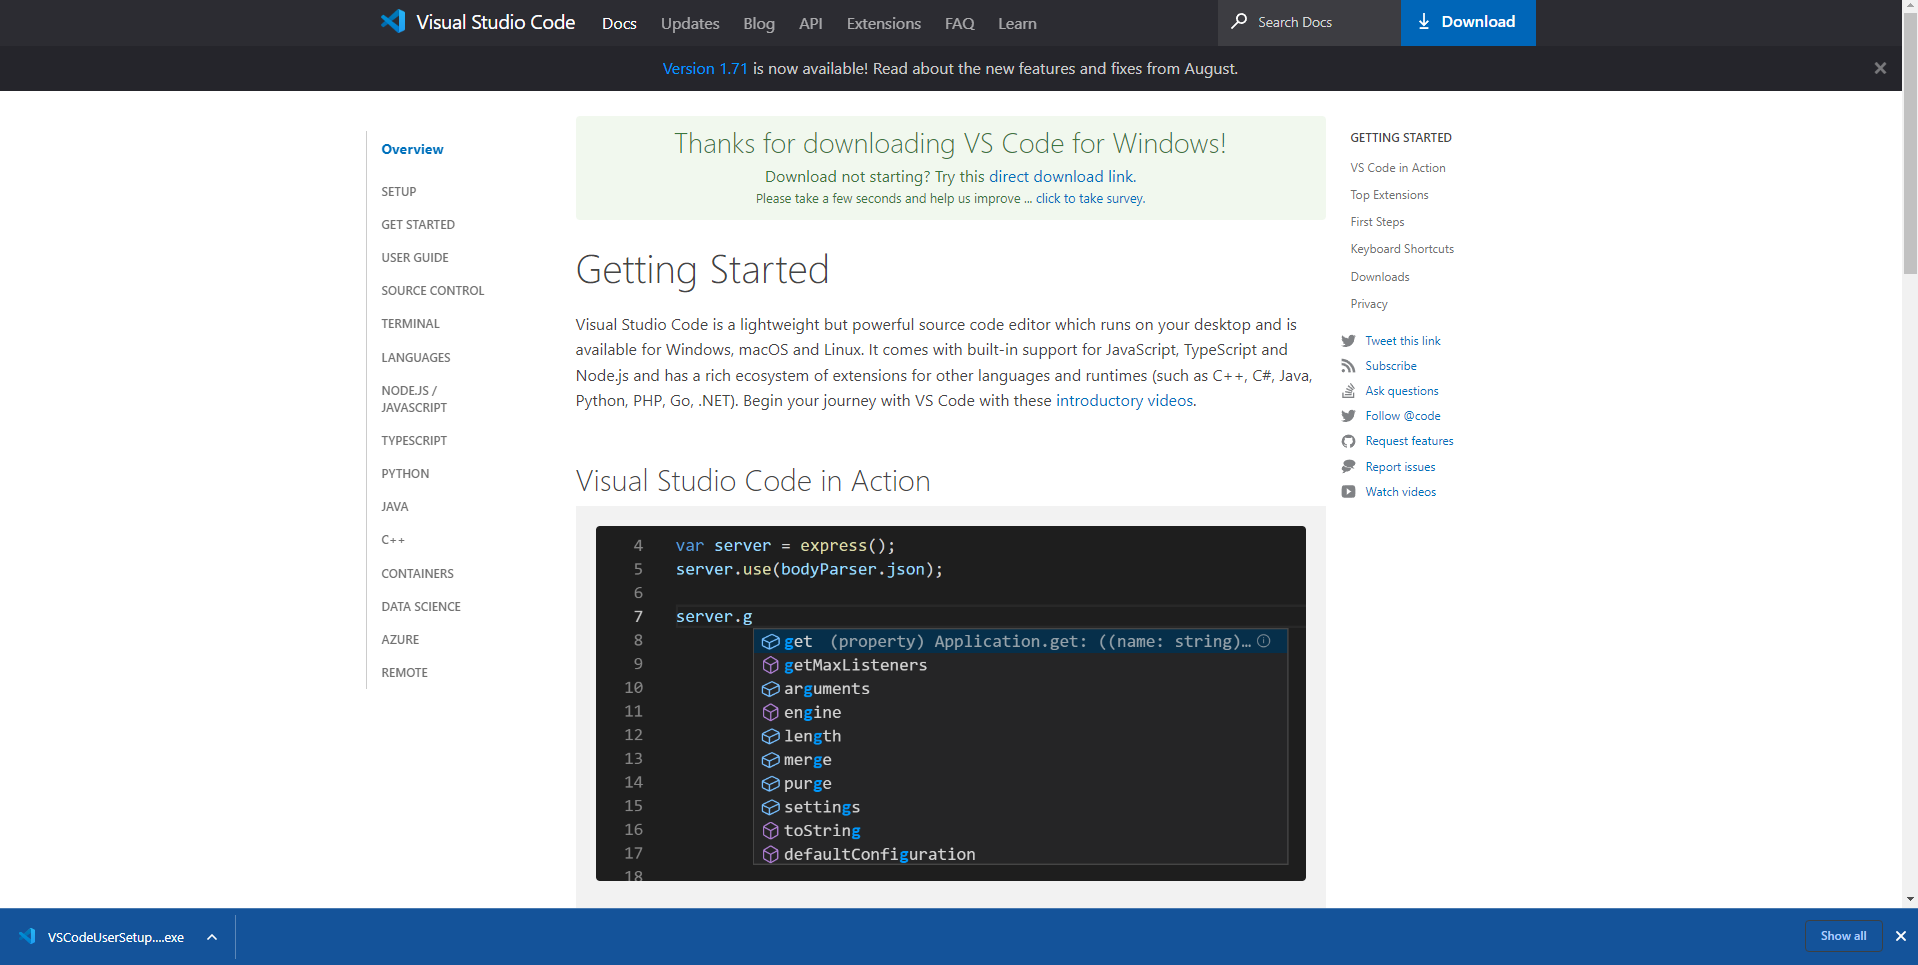 Visual Studio Code
Docs
Updates
Blog
API
Extensions
FAQ
Learn
Search Docs
Download
Version 1.71 is now available! Read about the new features and fixes from August.
Overview
SETUP
GET STARTED
USER GUIDE
SOURCE CONTROL
TERMINAL
LANGUAGES
NODE.JS /
JAVASCRIPT
TYPESCRIPT
PYTHON
JAVA
C++
CONTAINERS
DATA SCIENCE
AZURE
REMOTE
Thanks for downloading VS Code for Windows!
Download not starting? Try this direct download link.
Please take a few seconds and help us improve ... click to take survey.
Getting Started
Visual Studio Code is a lightweight but powerful source code editor which runs on your desktop and is
available for Windows, macOS and Linux. It comes with built-in support for JavaScript, TypeScript and
Node.js and has a rich ecosystem of extensions for other languages and runtimes (such as C++, C#, Java,
Python, PHP, Go, .NET). Begin your journey with VS Code with these introductory videos.
Visual Studio Code in Action
4 var server = express();
5 server.use(bodyParser.json);
6
7 server.g
8 get (property) Application.get: ((name: string)…
9 getMaxListeners
10 arguments
11 engine
12 length
13 merge
14 purge
15 settings
16 toString
17 defaultConfiguration
18
GETTING STARTED
VS Code in Action
Top Extensions
First Steps
Keyboard Shortcuts
Downloads
Privacy
Tweet this link
Subscribe
Ask questions
Follow @code
Request features
Report issues
Watch videos
VSCodeUserSetup....exe
Show all